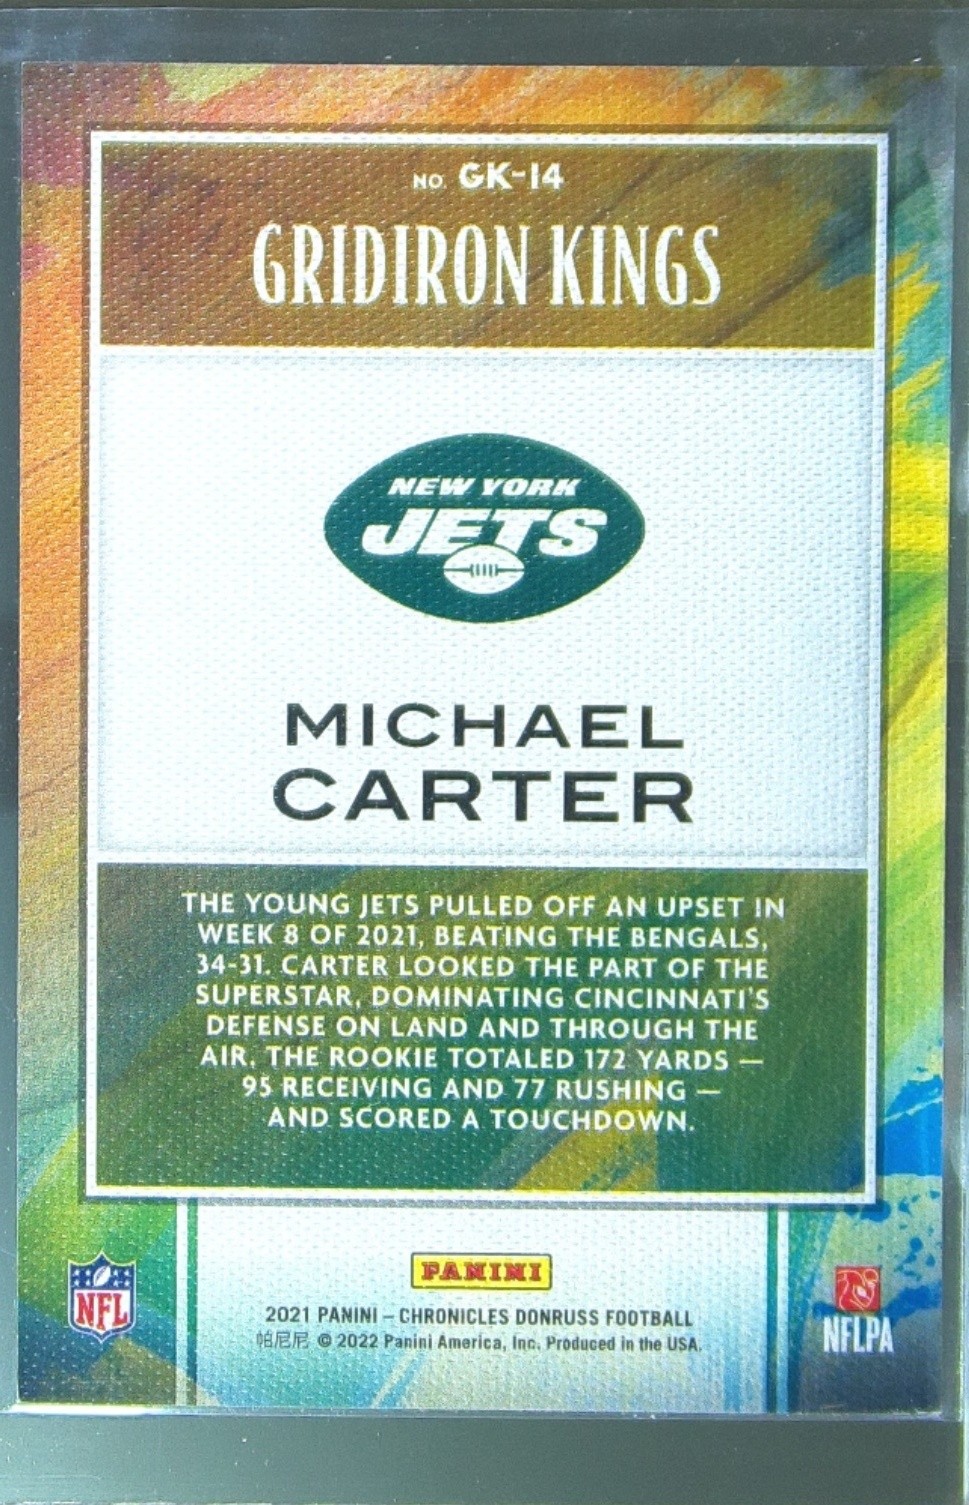 NO. GK-14
GRIDIRON KINGS
NEW YORK
JETS
MICHAEL
CARTER
THE YOUNG JETS PULLED OFF AN UPSET IN
WEEK 8 OF 2021, BEATING THE BENGALS,
34-31. CARTER LOOKED THE PART OF THE
SUPERSTAR, DOMINATING CINCINNATI'S
DEFENSE ON LAND AND THROUGH THE
AIR. THE ROOKIE TOTALED 172 YARDS —
95 RECEIVING AND 77 RUSHING —
AND SCORED A TOUCHDOWN.
PANINI
NFL
2021 PANINI – CHRONICLES DONRUSS FOOTBALL
帕尼尼 © 2022 Panini America, Inc. Produced in the USA.
NFLPA